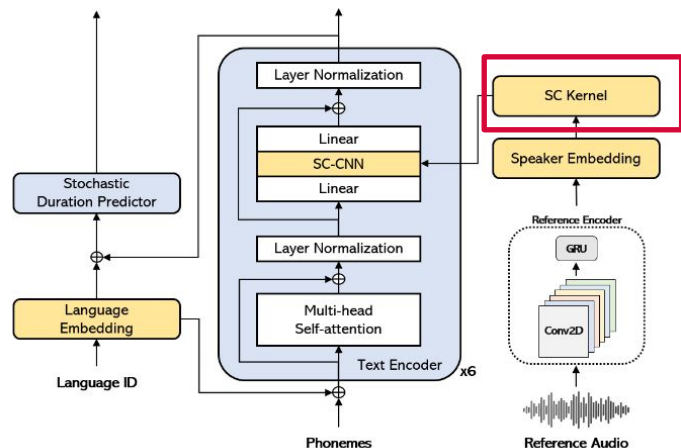 Layer Normalization
Linear
SC-CNN
Linear
Layer Normalization
Multi-head
Self-attention
Text Encoder
x6
Phonemes
Stochastic
Duration Predictor
Language
Embedding
Language ID
SC Kernel
Speaker Embedding
Reference Encoder
GRU
Conv2D
Reference Audio